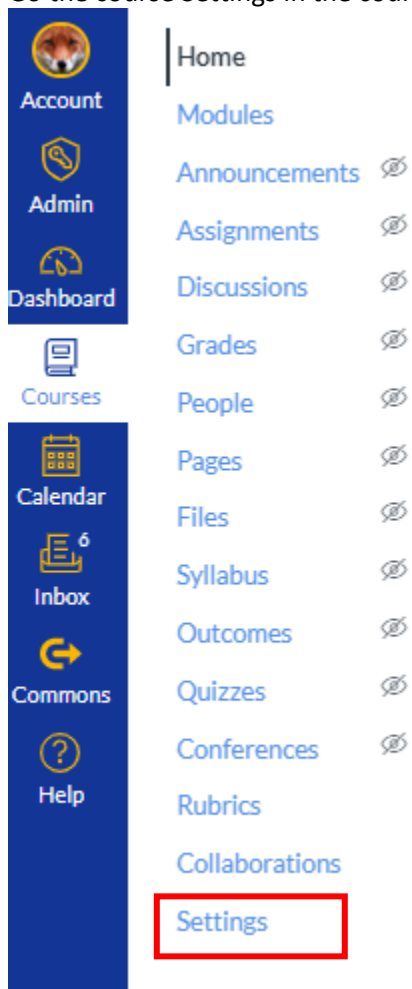 Account
Admin
Dashboard
Courses
Calendar
6
Inbox
Commons
Help
Home
Modules
Announcements
Assignments
Discussions
Grades
People
Pages
Files
Syllabus
Outcomes
Quizzes
Conferences
Rubrics
Collaborations
Settings